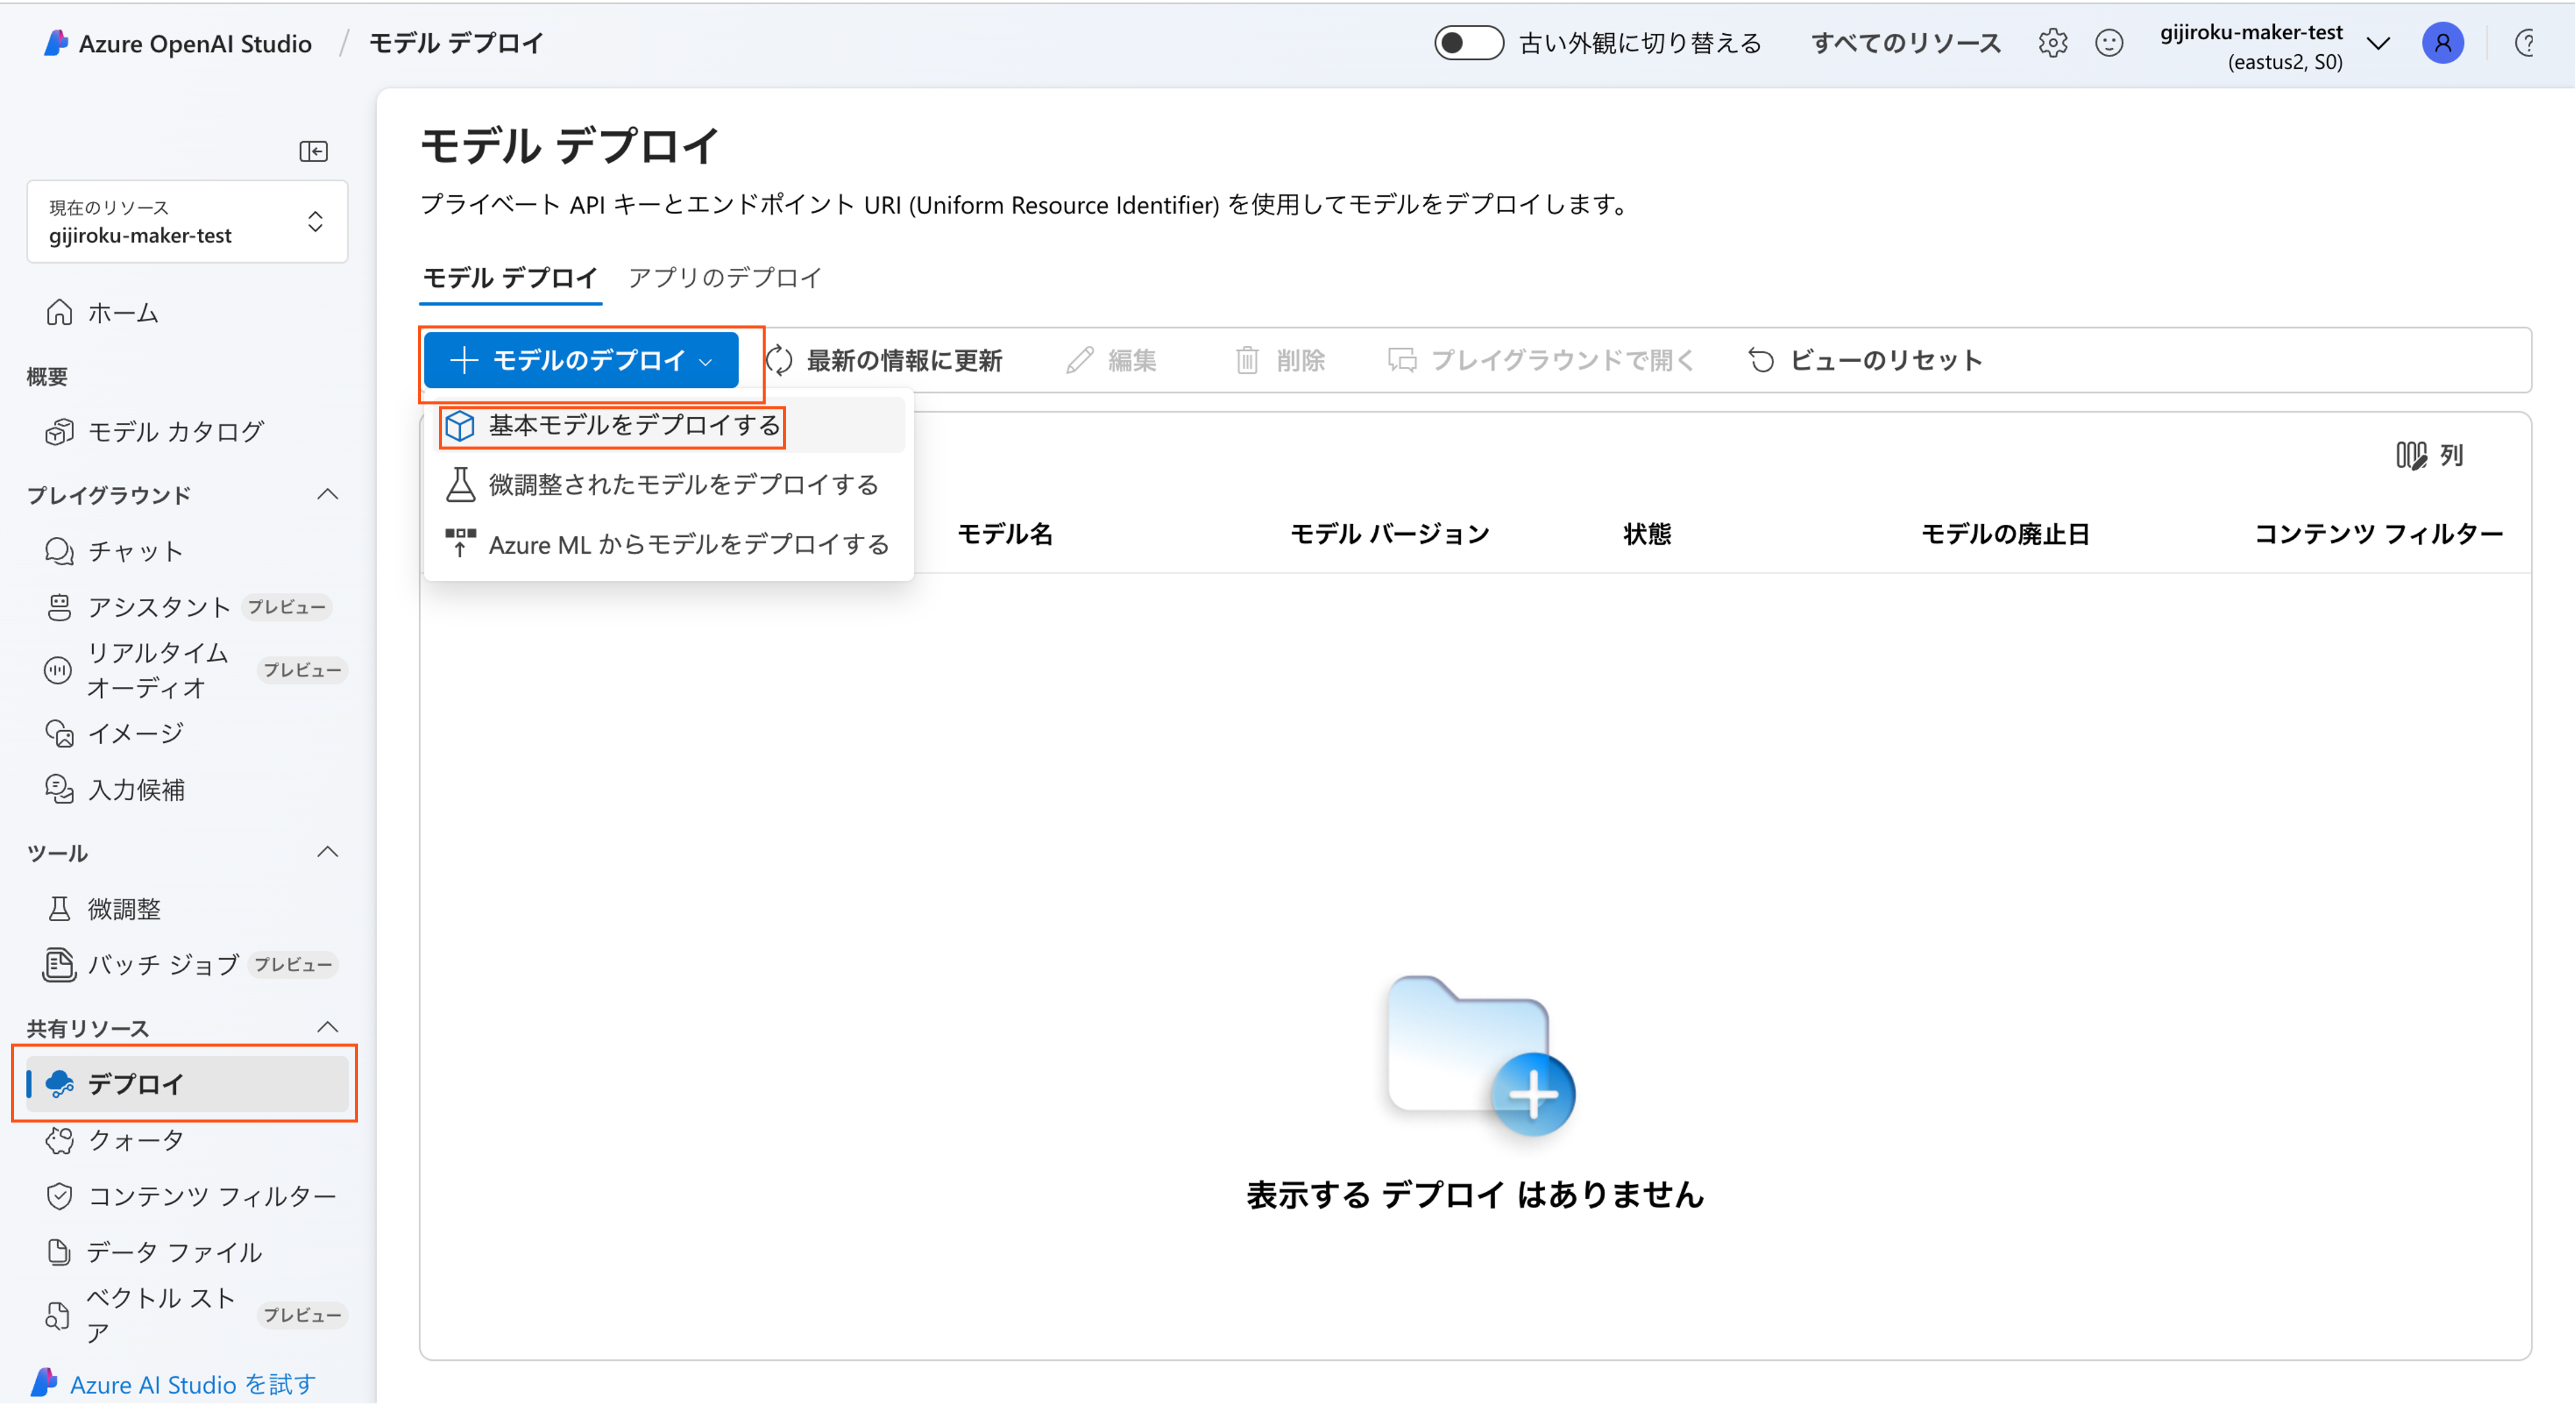 Azure OpenAI Studio / モデル デプロイ
古い外観に切り替える
すべてのリソース
gijiroku-maker-test
(eastus2, S0)
現在のリソース
gijiroku-maker-test
ホーム
概要
モデル カタログ
プレイグラウンド
チャット
アシスタント プレビュー
リアルタイム
オーディオ
プレビュー
イメージ
入力候補
ツール
微調整
バッチ ジョブ プレビュー
共有リソース
デプロイ
クォータ
コンテンツ フィルター
データ ファイル
ベクトル スト
ア
プレビュー
Azure AI Studio を試す
モデル デプロイ
プライベート API キーとエンドポイント URI (Uniform Resource Identifier) を使用してモデルをデプロイします。
モデル デプロイ アプリのデプロイ
モデルのデプロイ 最新の情報に更新 編集 削除 プレイグラウンドで開く ビューのリセット
基本モデルをデプロイする
微調整されたモデルをデプロイする
Azure ML からモデルをデプロイする
列
モデル名 モデル バージョン 状態 モデルの廃止日 コンテンツ フィルター
表示する デプロイ はありません